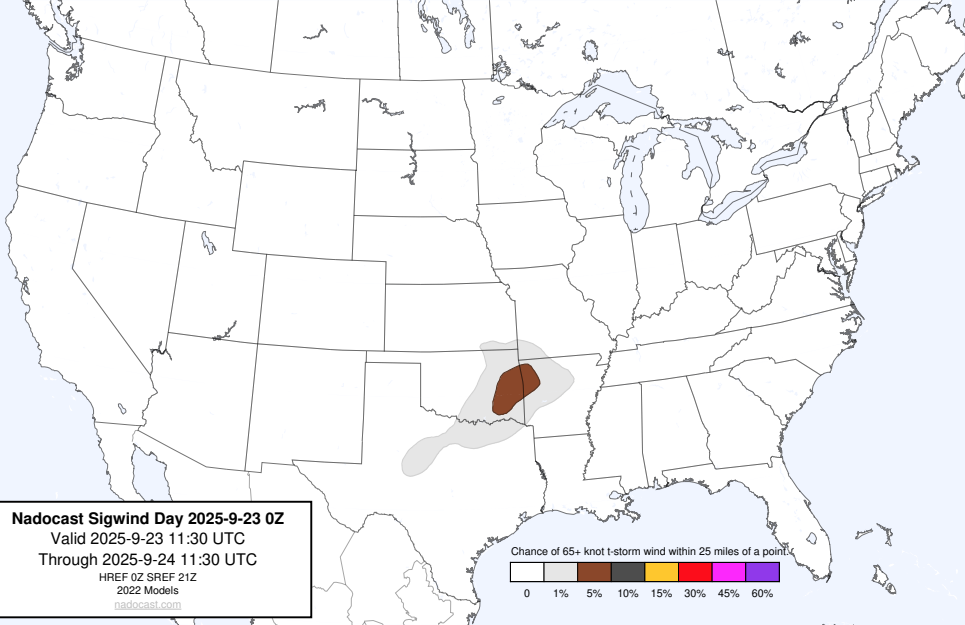 Nadocast Sigwind Day 2025-9-23 0Z
Valid 2025-9-23 11:30 UTC
Through 2025-9-24 11:30 UTC
HREF 0Z SREF 21Z
2022 Models
nadocast.com
Chance of 65+ knot t-storm wind within 25 miles of a point.
0 1% 5% 10% 15% 30% 45% 60%